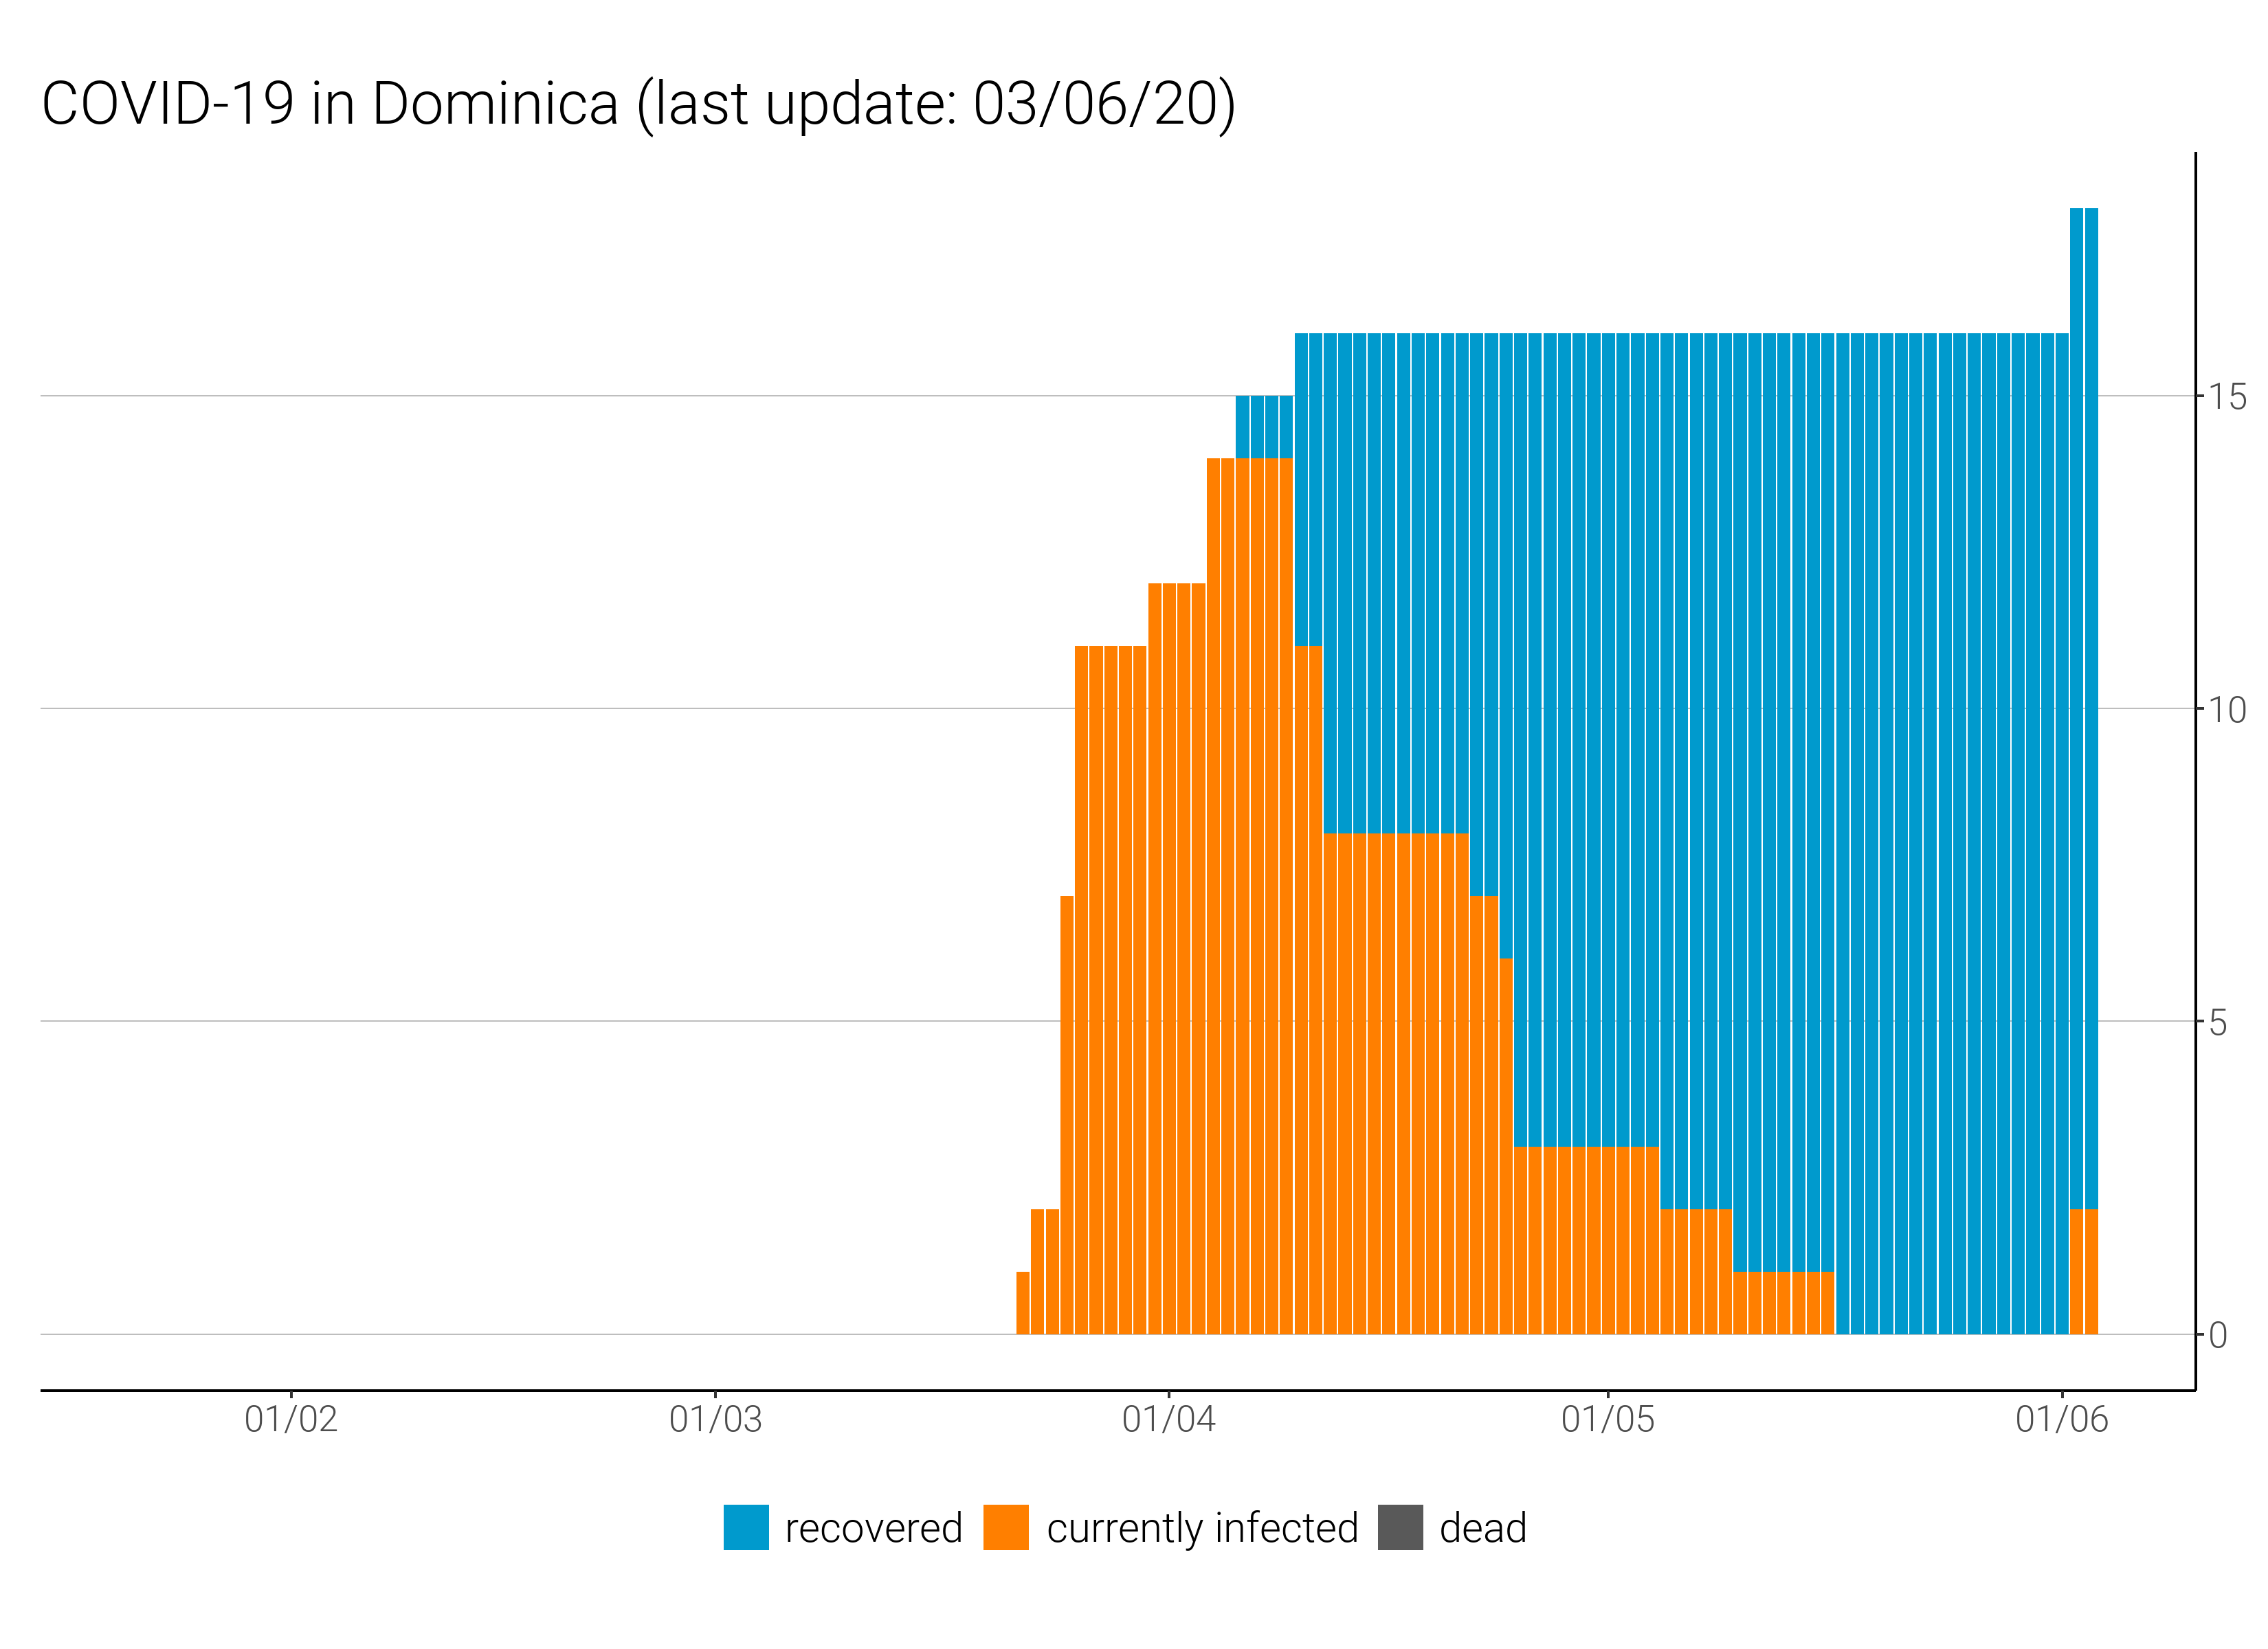 COVID-19 in Dominica (last update: 03/06/20)
15
10
5
0
01/02 01/03 01/04 01/05 01/06
recovered currently infected dead